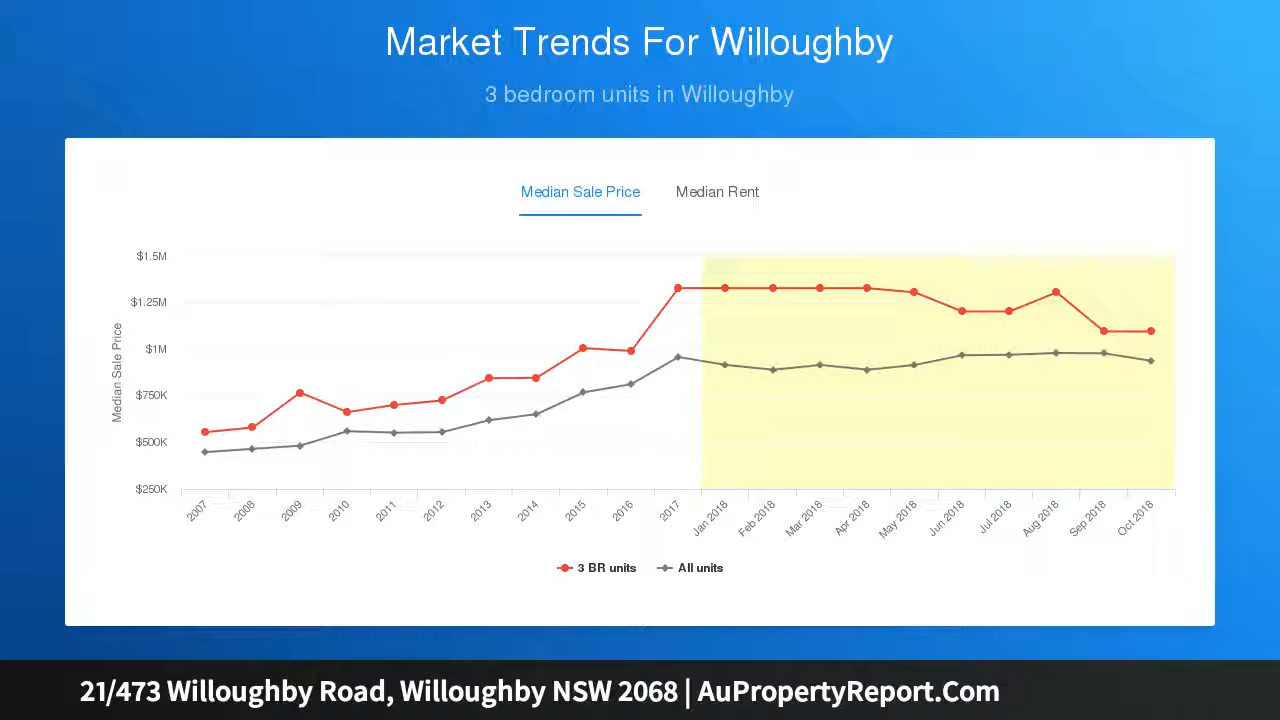 Market Trends For Willoughby
3 bedroom units in Willoughby
Median Sale Price
Median Rent
$1.5M
$1.25M
$1M
$750K
$500K
$250K
Median Sale Price
2007
2008
2009
2010
2011
2012
2013
2014
2015
2016
2017
Jan 2018
Feb 2018
Mar 2018
Apr 2018
May 2018
Jun 2018
Jul 2018
Aug 2018
Sep 2018
Oct 2018
3 BR units
All units
21/473 Willoughby Road, Willoughby NSW 2068 | AuPropertyReport.Com